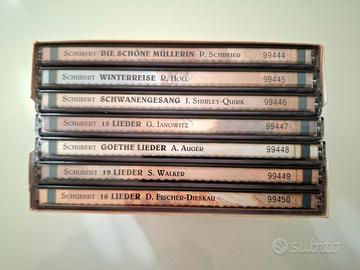 SCHUBERT DIE SCHÖNE MÜLLERIN P. SCHREIER 99444
SCHUBERT WINTERREISE R. HOLL 99445
SCHUBERT SCHWANENGESANG J. SHIRLEY-QUIRK 99446
SCHUBERT 15 LIEDER G. JANOWITZ 99447
SCHUBERT GOETHE LIEDER A. AUGÉR 99448
SCHUBERT 19 LIEDER S. WALKER 99449
SCHUBERT 16 LIEDER D. FISCHER-DIESKAU 99450
subito